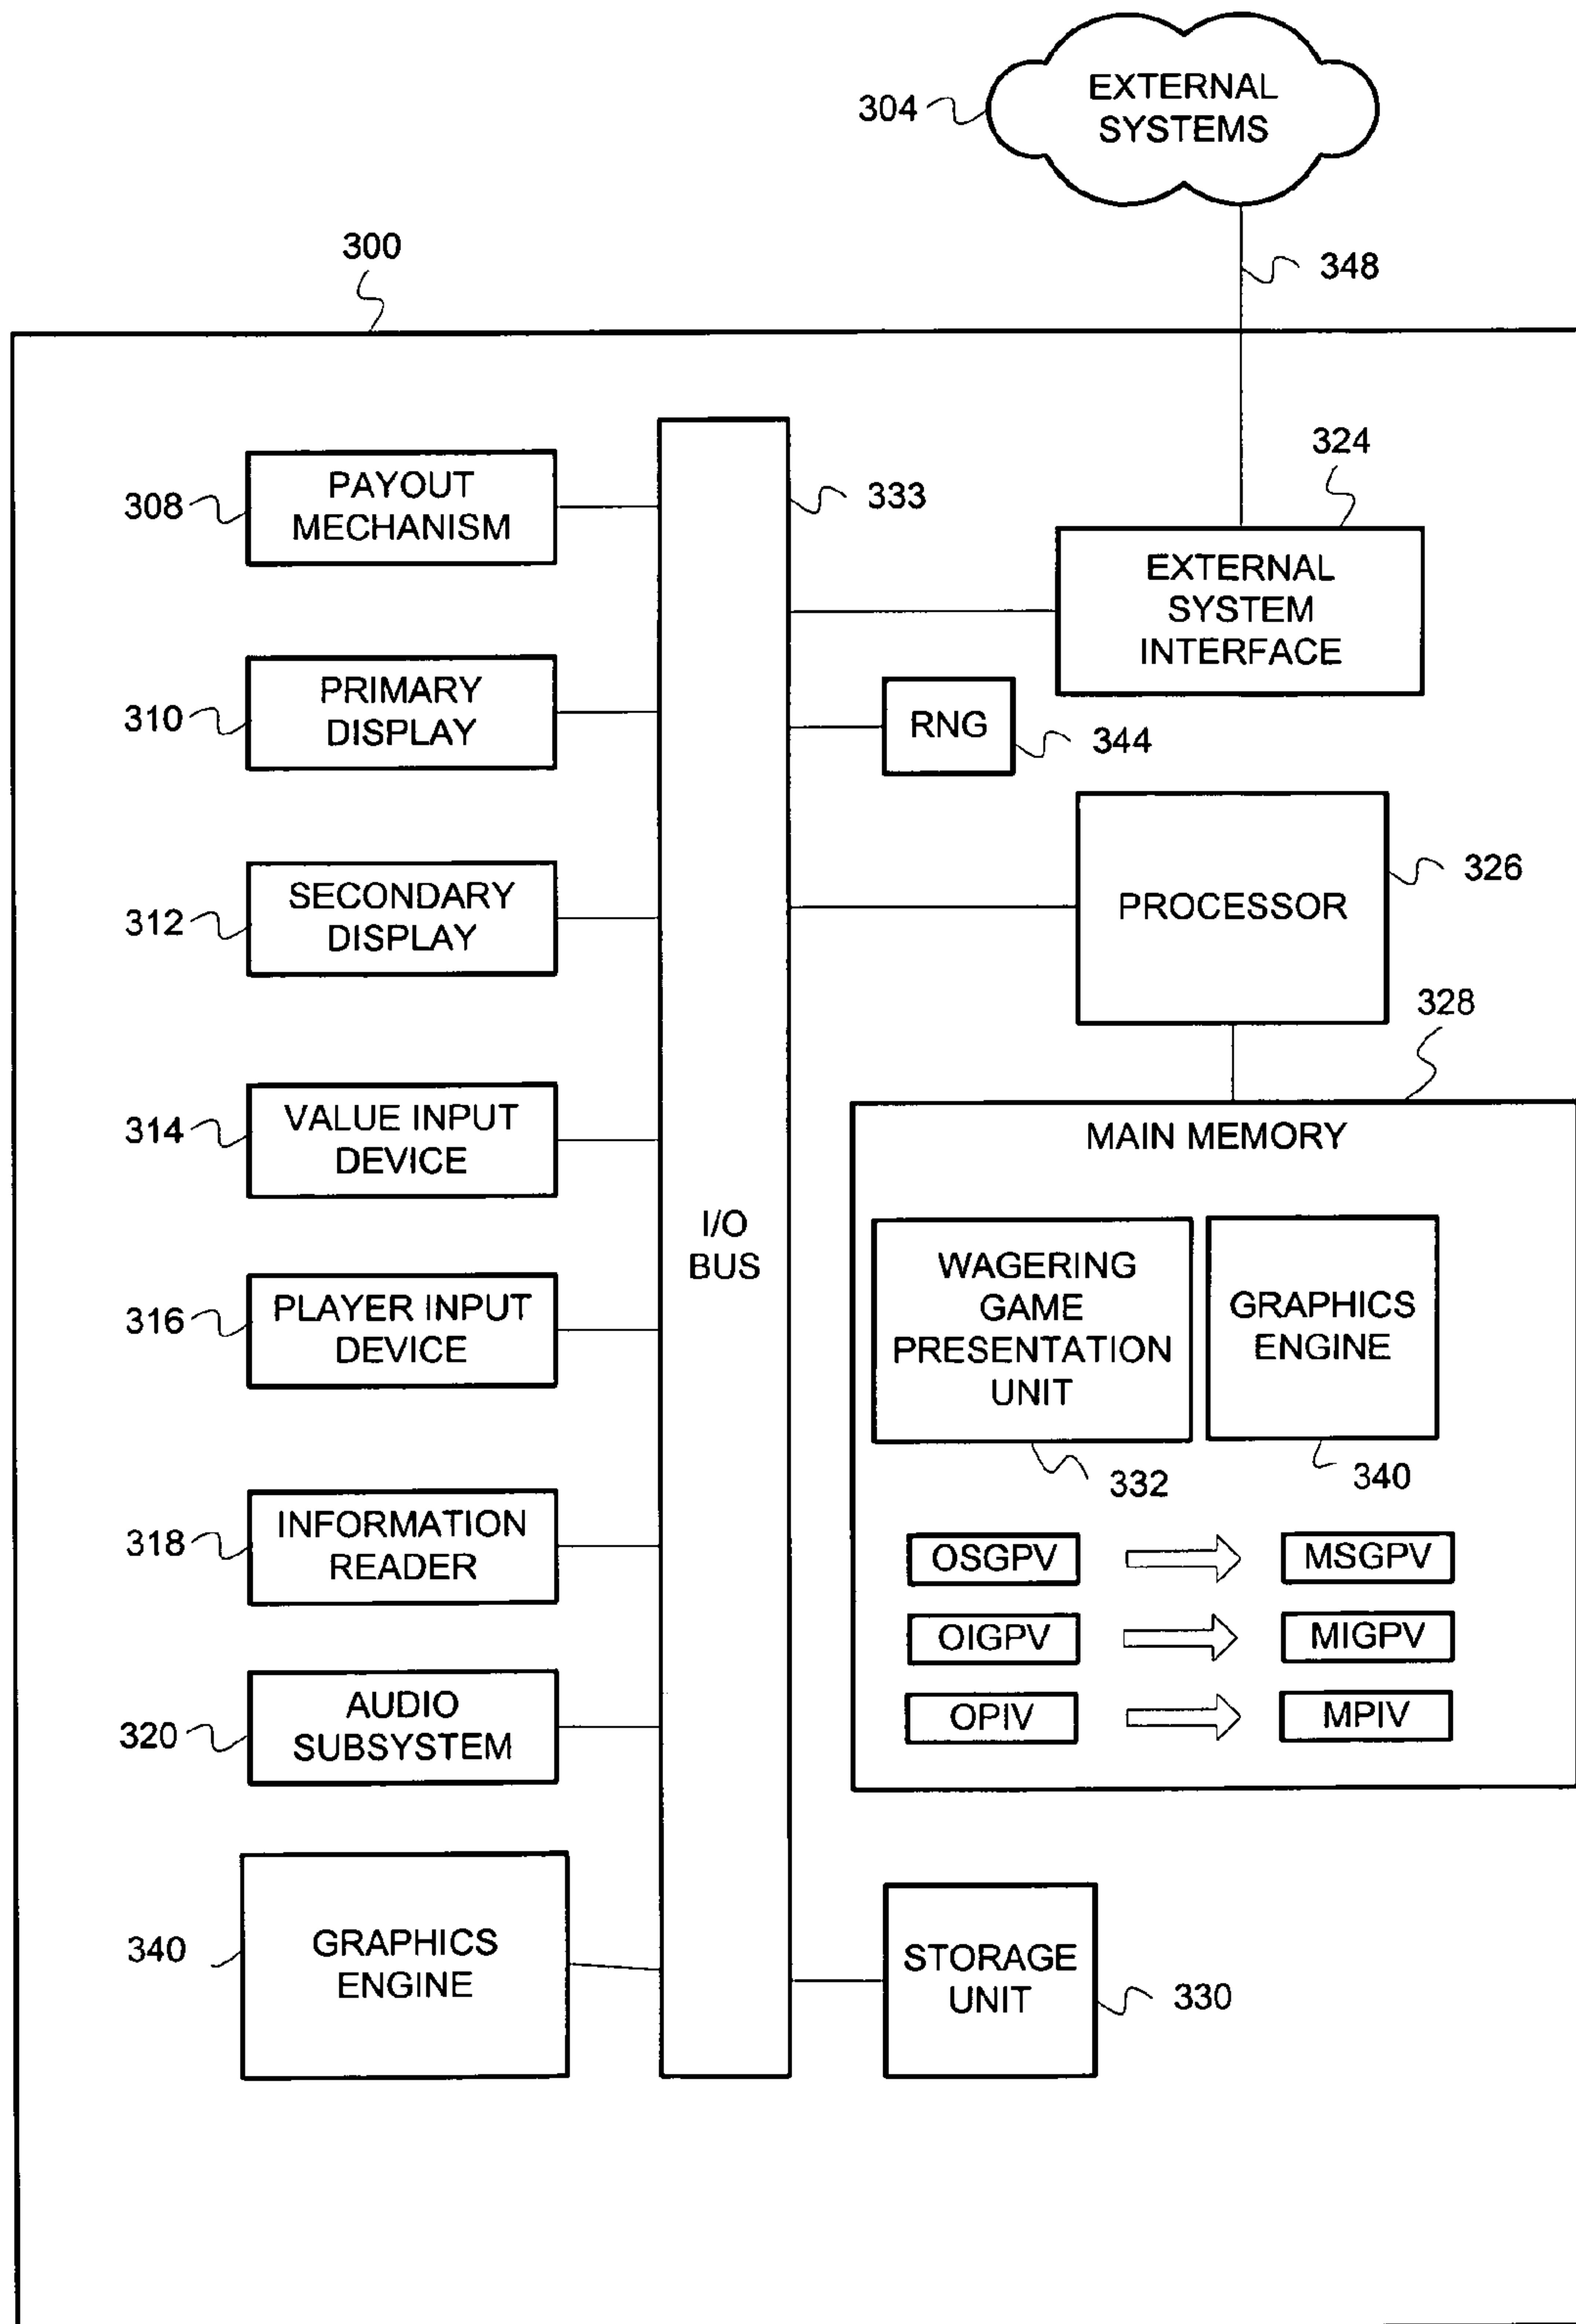 EXTERNAL
SYSTEMS
304
348
300
PAYOUT
MECHANISM
308
333
324
EXTERNAL
SYSTEM
INTERFACE
PRIMARY
DISPLAY
310
RNG
344
SECONDARY
DISPLAY
312
PROCESSOR
326
328
VALUE INPUT
DEVICE
314
MAIN MEMORY
I/O
BUS
PLAYER INPUT
DEVICE
316
WAGERING
GAME
PRESENTATION
UNIT
332
GRAPHICS
ENGINE
340
INFORMATION
READER
318
OSGPV
MSGPV
OIGPV
MIGPV
OPIV
MPIV
AUDIO
SUBSYSTEM
320
GRAPHICS
ENGINE
340
STORAGE
UNIT
330